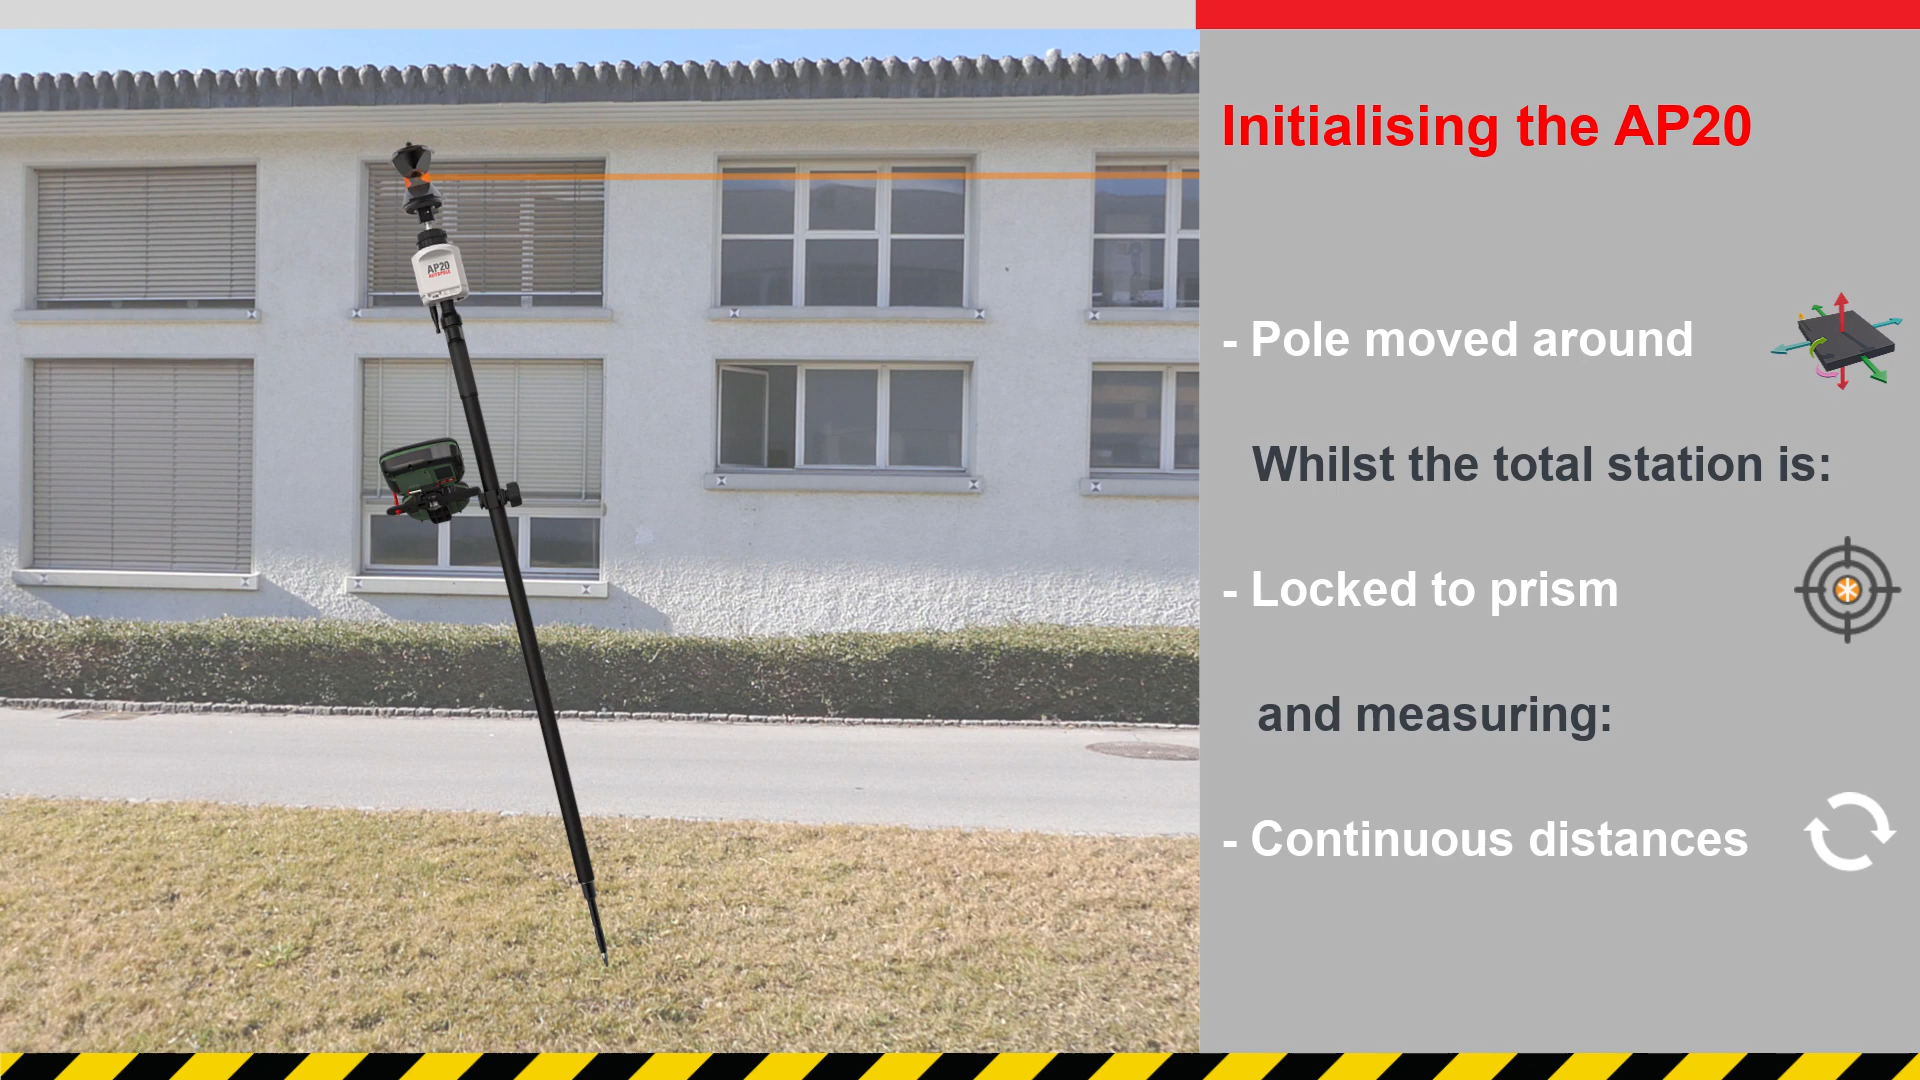 Initialising the AP20
- Pole moved around
Whilst the total station is:
- Locked to prism
and measuring:
- Continuous distances
AP20
AUTOPOLE